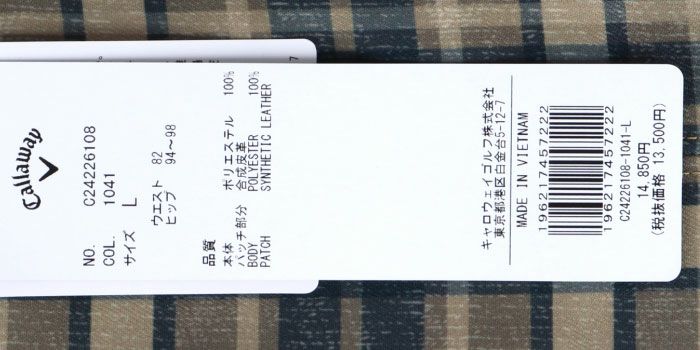 Callaway
NO. C24226108
COL. 1041
サイズ L
ウエスト 82
ヒップ 94~98
品質
本体 ポリエステル 100%
パッチ部分 合成皮革
BODY POLYESTER 100%
PATCH SYNTHETIC LEATHER
キャロウェイゴルフ株式会社
東京都港区白金台5-12-7
MADE IN VIETNAM
196217457222
196217457222
C24226108-1041-L
14,850円
(税抜価格 13,500円)